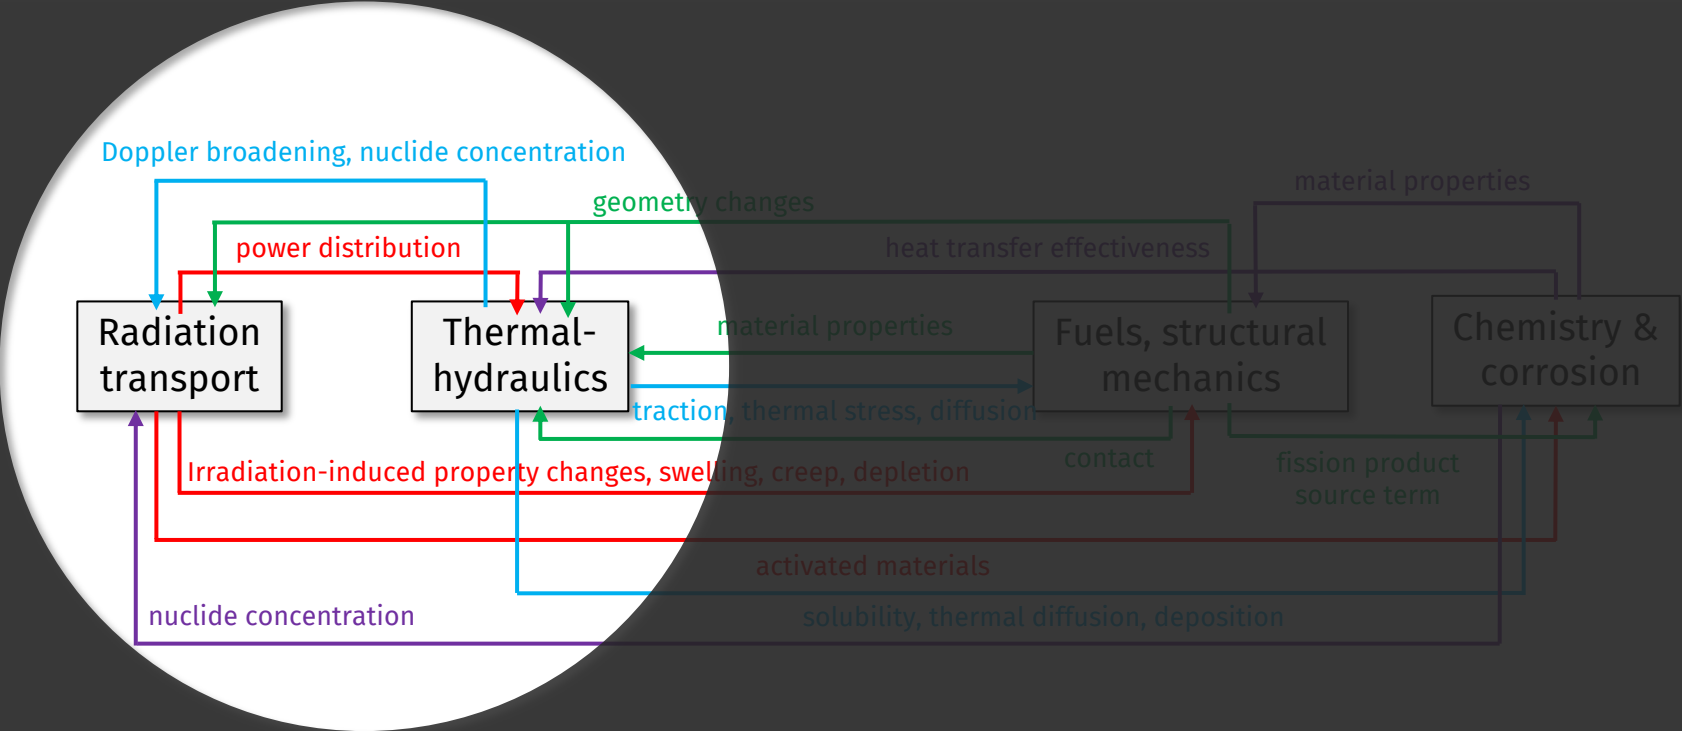 Doppler broadening, nuclide concentration
material properties
geometry changes
power distribution
heat transfer effectiveness
Radiation
transport
Thermal-
hydraulics
material properties
Fuels, structural
mechanics
Chemistry &
corrosion
traction, thermal stress, diffusion
contact
Irradiation-induced property changes, swelling, creep, depletion
fission product
source term
activated materials
nuclide concentration
solubility, thermal diffusion, deposition